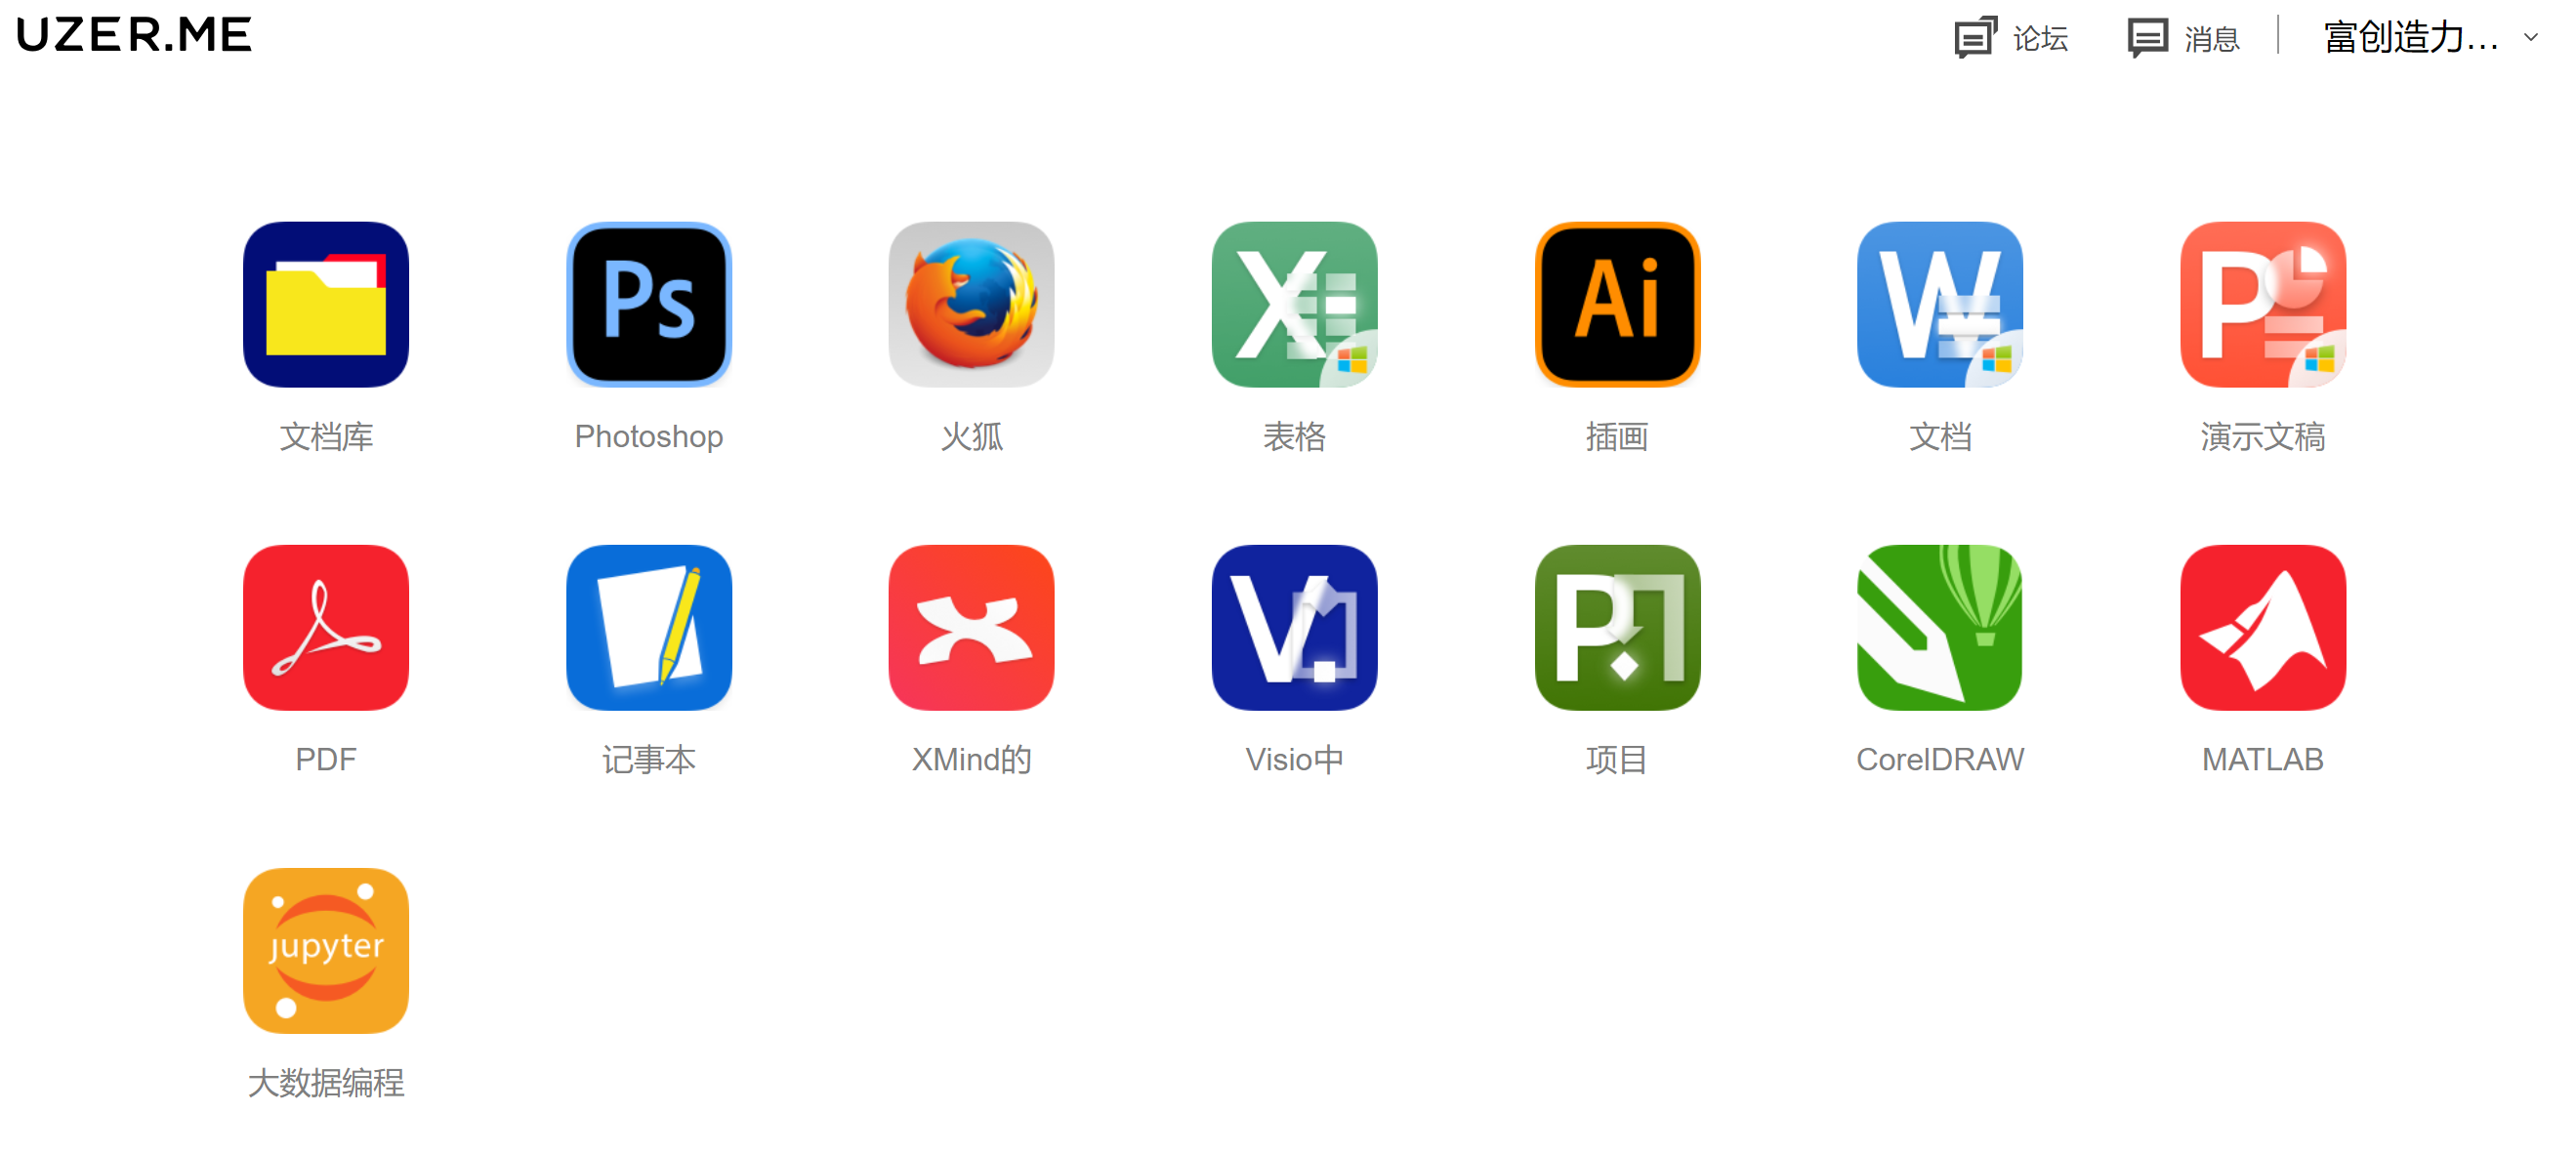 UZER.ME
论坛
消息
富创造力...
Ps
X
Ai
W
P
文档库
Photoshop
火狐
表格
插画
文档
演示文稿
V
P
PDF
记事本
XMind的
Visio中
项目
CorelDRAW
MATLAB
jupyter
大数据编程